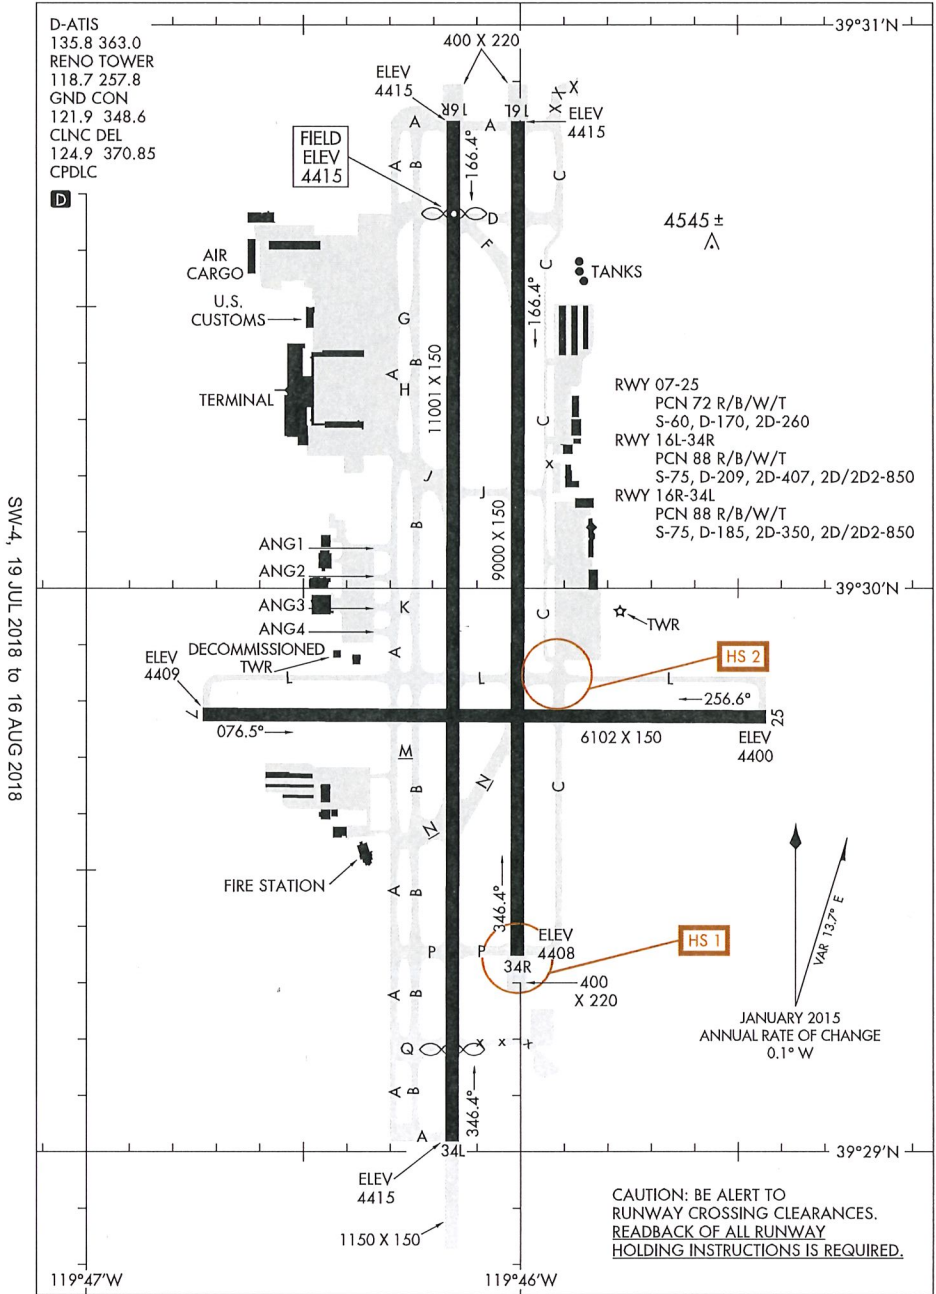 D-ATIS
135.8 363.0
RENO TOWER
118.7 257.8
GND CON
121.9 348.6
CLNC DEL
124.9 370.85
CPDLC
D
39°31'N
400 X 220
ELEV
4415
16R
16L
ELEV
4415
X X X
A
A
FIELD
ELEV
4415
A
B
166.4°
C
D
F
4545 ±
AIR
CARGO
C
TANKS
U.S.
CUSTOMS
166.4°
G
B
A
H
TERMINAL
11001 X 150
C
RWY 07-25
PCN 72 R/B/W/T
S-60, D-170, 2D-260
RWY 16L-34R
PCN 88 R/B/W/T
S-75, D-209, 2D-407, 2D/2D2-850
RWY 16R-34L
PCN 88 R/B/W/T
S-75, D-185, 2D-350, 2D/2D2-850
x
J
J
B
9000 X 150
ANG1
ANG2
ANG3
ANG4
39°30'N
K
C
TWR
DECOMMISSIONED
TWR
A
HS 2
ELEV
4409
L
L
L
256.6°
7
25
076.5°
6102 X 150
ELEV
4400
M
B
N
C
N
FIRE STATION
A
B
346.4°
VAR 13.7° E
P
P
ELEV
4408
34R
HS 1
A
B
400
X 220
JANUARY 2015
ANNUAL RATE OF CHANGE
0.1° W
Q
x x x
A
B
346.4°
A
34L
39°29'N
ELEV
4415
1150 X 150
CAUTION: BE ALERT TO
RUNWAY CROSSING CLEARANCES.
READBACK OF ALL RUNWAY
HOLDING INSTRUCTIONS IS REQUIRED.
119°47'W
119°46'W
SW-4, 19 JUL 2018 to 16 AUG 2018